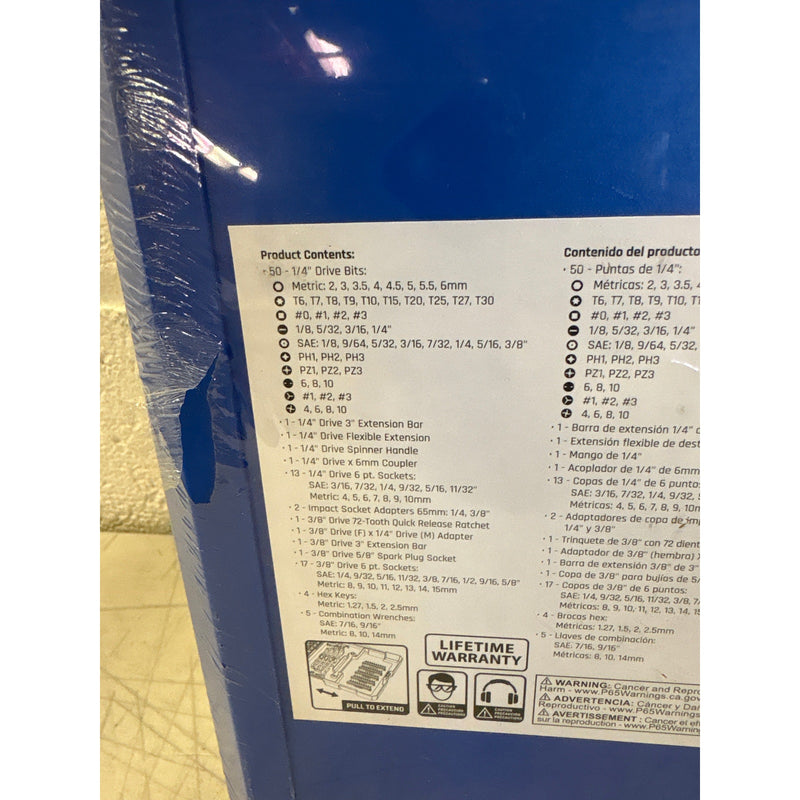 Product Contents:
· 50 - 1/4" Drive Bits:
Metric: 2, 3, 3.5, 4, 4.5, 5, 5.5, 6mm
T6, T7, T8, T9, T10, T15, T20, T25, T27, T30
#0, #1, #2, #3
1/8, 5/32, 3/16, 1/4"
SAE: 1/8, 9/64, 5/32, 3/16, 7/32, 1/4, 5/16, 3/8"
PH1, PH2, PH3
PZ1, PZ2, PZ3
6, 8, 10
#1, #2, #3
4, 6, 8, 10
· 1 - 1/4" Drive 3" Extension Bar
· 1 - 1/4" Drive Flexible Extension
· 1 - 1/4" Drive Spinner Handle
· 1 - 1/4" Drive x 6mm Coupler
· 13 - 1/4" Drive 6 pt. Sockets:
SAE: 3/16, 7/32, 1/4, 9/32, 5/16, 11/32"
Metric: 4, 5, 6, 7, 8, 9, 10mm
· 2 - Impact Socket Adapters 65mm: 1/4, 3/8"
· 1 - 3/8" Drive 72-Tooth Quick Release Ratchet
· 1 - 3/8" Drive (F) x 1/4" Drive (M) Adapter
· 1 - 3/8" Drive 3" Extension Bar
· 1 - 3/8" Drive 5/8" Spark Plug Socket
· 17 - 3/8" Drive 6 pt. Sockets:
SAE: 1/4, 9/32, 5/16, 11/32, 3/8, 7/16, 1/2, 9/16, 5/8"
Metric: 8, 9, 10, 11, 12, 13, 14, 15mm
· 4 - Hex Keys:
Metric: 1.27, 1.5, 2, 2.5mm
· 5 - Combination Wrenches:
SAE: 7/16, 9/16"
Metric: 8, 10, 14mm
PULL TO EXTEND
LIFETIME
WARRANTY
CAUTION
PRÉCAUTION
PRECAUCIÓN
CAUTION
PRÉCAUTION
PRECAUCIÓN
Contenido del producto
· 50 - Puntas de 1/4":
Métricas: 2, 3, 3.5, 4
T6, T7, T8, T9, T10, T1
#0, #1, #2, #3
1/8, 5/32, 3/16, 1/4"
SAE: 1/8, 9/64, 5/32,
PH1, PH2, PH3
PZ1, PZ2, PZ3
6, 8, 10
#1, #2, #3
4, 6, 8, 10
· 1 - Barra de extensión 1/4"
· 1 - Extensión flexible de dest
· 1 - Mango de 1/4"
· 1 - Acoplador de 1/4" de 6mm
· 13 - Copas de 1/4" de 6 puntos:
SAE: 3/16, 7/32, 1/4, 9/32,
Métricas: 4, 5, 6, 7, 8, 9, 10m
· 2 - Adaptadores de copa de imp
1/4" y 3/8"
· 1 - Trinquete de 3/8" con 72 dient
· 1 - Adaptador de 3/8" (hembra)
· 1 - Barra de extensión 3/8" de 3"
· 1 - Copa de 3/8" para bujíos de 5/
· 17 - Copas de 3/8" de 6 puntos:
SAE: 1/4, 9/32, 5/16, 11/32, 3/8, 7/
Métricas: 8, 9, 10, 11, 12, 13, 14, 15
· 4 - Brocas hex:
Métricas: 1.27, 1.5, 2, 2.5mm
· 5 - Llaves de combinación:
SAE: 7/16, 9/16"
Métricas: 8, 10, 14mm
WARNING: Cancer and Repro
Harm - www.P65Warnings.ca.gov
ADVERTENCIA: Cáncer y Dar
Reproductivo - www.P65Warnings
AVERTISSEMENT : Cancer et eff
sur la reproduction - www.P65Warnin